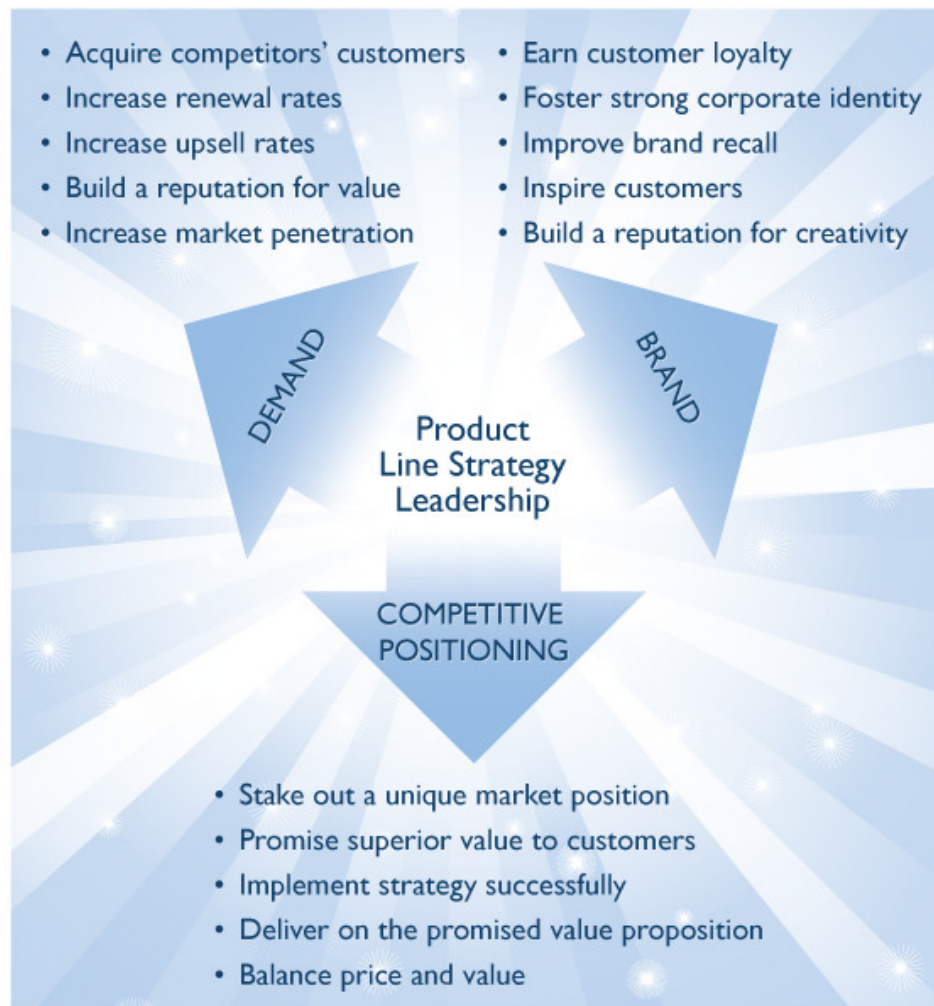 • Acquire competitors' customers
• Increase renewal rates
• Increase upsell rates
• Build a reputation for value
• Increase market penetration
• Earn customer loyalty
• Foster strong corporate identity
• Improve brand recall
• Inspire customers
• Build a reputation for creativity
DEMAND
BRAND
Product
Line Strategy
Leadership
COMPETITIVE
POSITIONING
• Stake out a unique market position
• Promise superior value to customers
• Implement strategy successfully
• Deliver on the promised value proposition
• Balance price and value